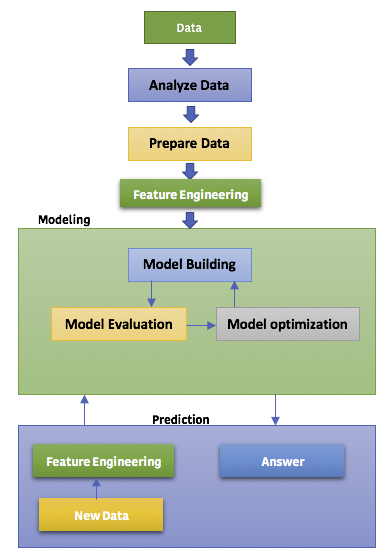 Data
Analyze Data
Prepare Data
Feature Engineering
Modeling
Model Building
Model Evaluation
Model optimization
Prediction
Feature Engineering
Answer
New Data